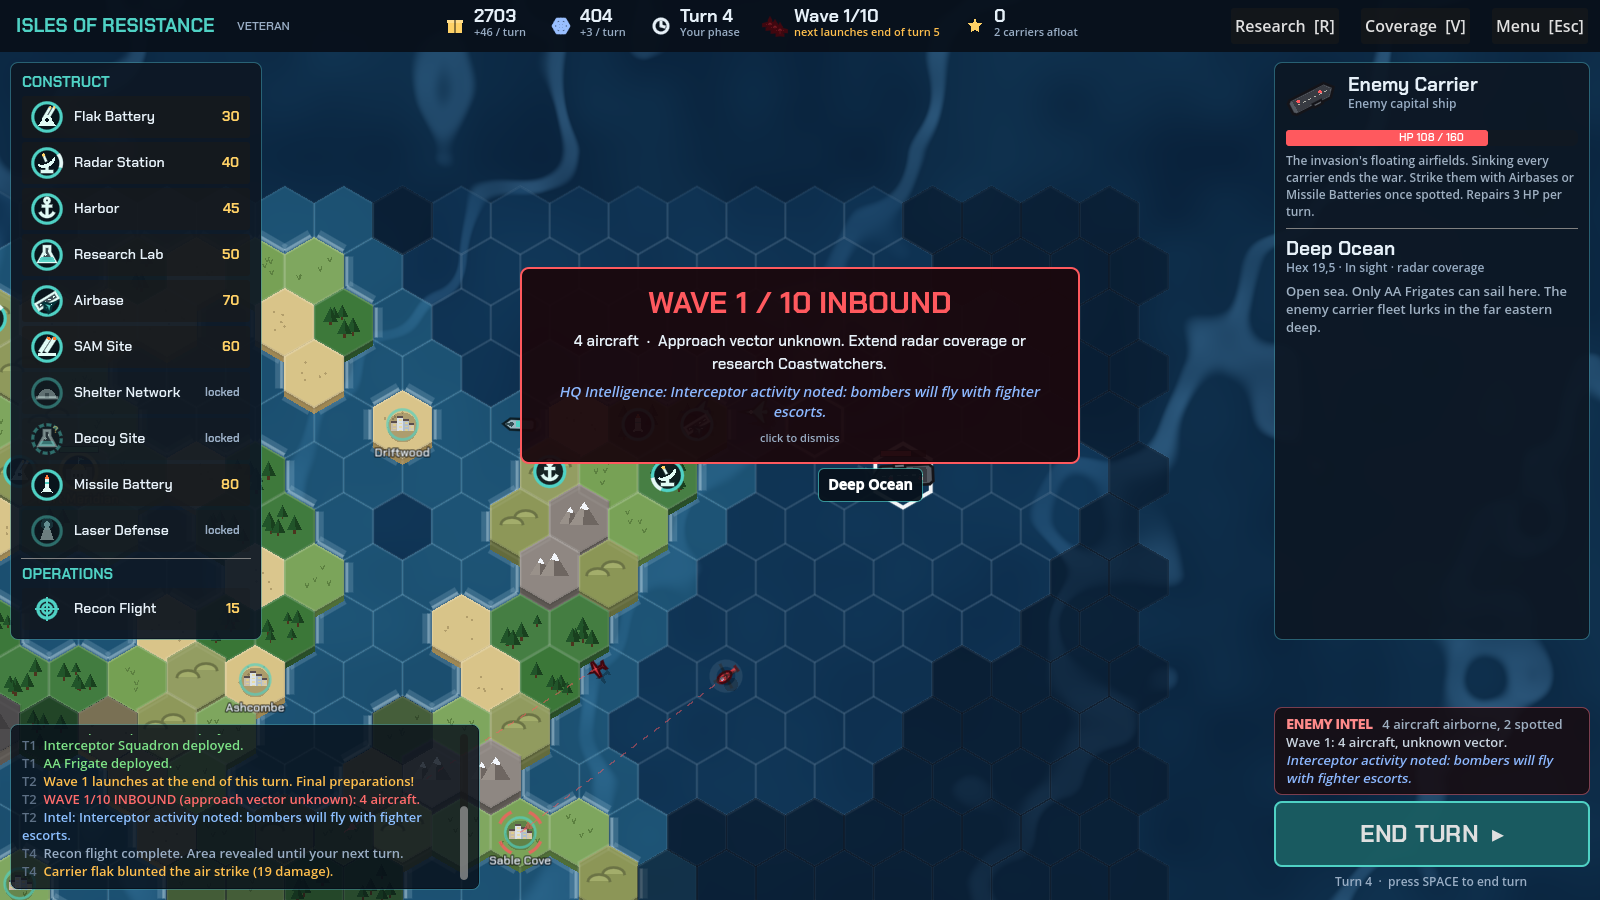 ISLES OF RESISTANCE
VETERAN
2703
+46 / turn
404
+3 / turn
Turn 4
Your phase
Wave 1/10
next launches end of turn 5
0
2 carriers afloat
Research [R]
Coverage [V]
Menu [Esc]
CONSTRUCT
Flak Battery 30
Radar Station 40
Harbor 45
Research Lab 50
Airbase 70
SAM Site 60
Shelter Network locked
Decoy Site locked
Missile Battery 80
Laser Defense locked
OPERATIONS
Recon Flight 15
WAVE 1 / 10 INBOUND
4 aircraft · Approach vector unknown. Extend radar coverage or
research Coastwatchers.
HQ Intelligence: Interceptor activity noted: bombers will fly with fighter
escorts.
click to dismiss
Driftwood
Deep Ocean
Ashcombe
Sable Cove
T1 Interceptor Squadron deployed.
T1 AA Frigate deployed.
T2 Wave 1 launches at the end of this turn. Final preparations!
T2 WAVE 1/10 INBOUND (approach vector unknown): 4 aircraft.
T2 Intel: Interceptor activity noted: bombers will fly with fighter
escorts.
T4 Recon flight complete. Area revealed until your next turn.
T4 Carrier flak blunted the air strike (19 damage).
Enemy Carrier
Enemy capital ship
HP 108 / 160
The invasion's floating airfields. Sinking every
carrier ends the war. Strike them with Airbases or
Missile Batteries once spotted. Repairs 3 HP per
turn.
Deep Ocean
Hex 19,5 · In sight · radar coverage
Open sea. Only AA Frigates can sail here. The
enemy carrier fleet lurks in the far eastern
deep.
ENEMY INTEL 4 aircraft airborne, 2 spotted
Wave 1: 4 aircraft, unknown vector.
Interceptor activity noted: bombers will fly
with fighter escorts.
END TURN ►
Turn 4 · press SPACE to end turn